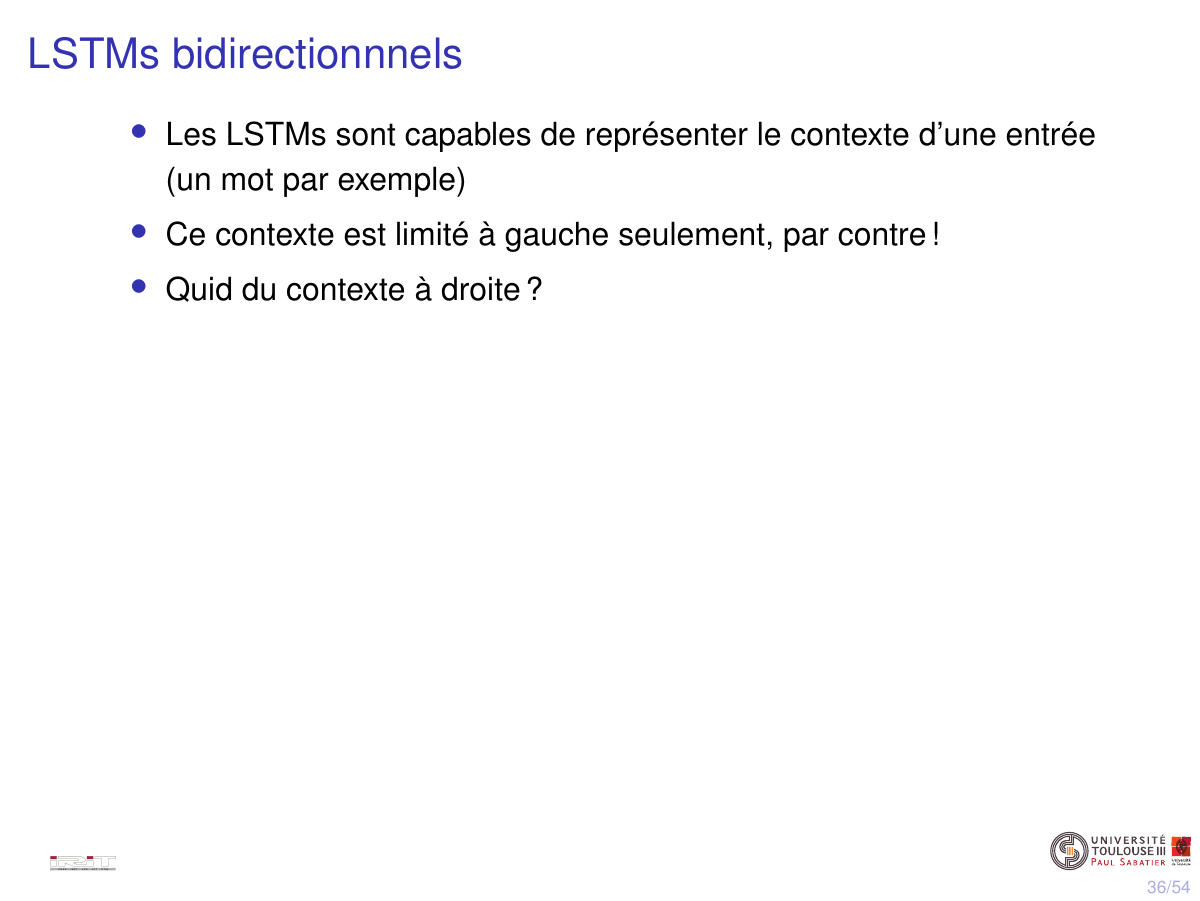 LSTMs bidirectionnnels
• Les LSTMs sont capables de représenter le contexte d'une entrée
(un mot par exemple)
• Ce contexte est limité à gauche seulement, par contre !
• Quid du contexte à droite ?
iRiT
UNIVERSITÉ
TOULOUSE III
PAUL SABATIER
36/54